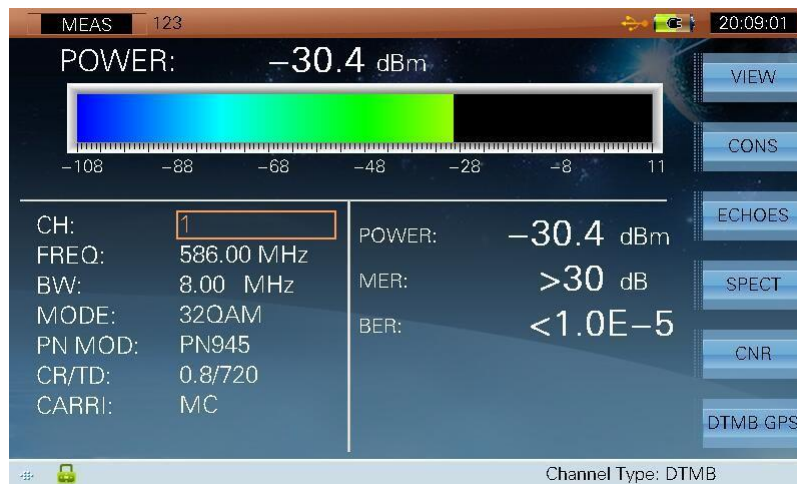 MEAS 123 20:09:01
POWER: −30.4 dBm
−108 −88 −68 −48 −28 −8 11
VIEW
CONS
ECHOES
SPECT
CNR
DTMB GPS
CH: 1
FREQ: 586.00 MHz
BW: 8.00 MHz
MODE: 32QAM
PN MOD: PN945
CR/TD: 0.8/720
CARRI: MC
POWER: −30.4 dBm
MER: >30 dB
BER: <1.0E−5
Channel Type: DTMB